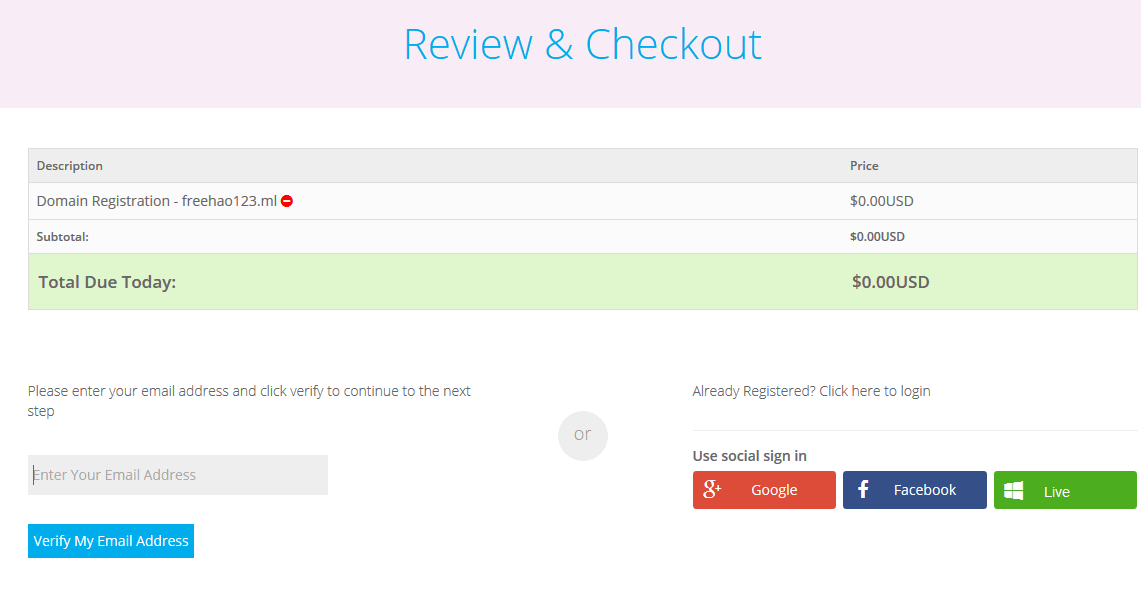 Review & Checkout
Description Price
Domain Registration - freehao123.ml $0.00USD
Subtotal: $0.00USD
Total Due Today: $0.00USD
Please enter your email address and click verify to continue to the next
step
Enter Your Email Address
Verify My Email Address
or
Already Registered? Click here to login
Use social sign in
g+ Google
f Facebook
Live